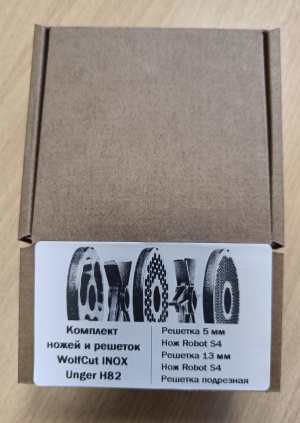 Комплект
ножей и решеток
WolfCut INOX
Unger H82
Решетка 5 мм
Нож Robot S4
Решетка 13 мм
Нож Robot S4
Решетка подрезная